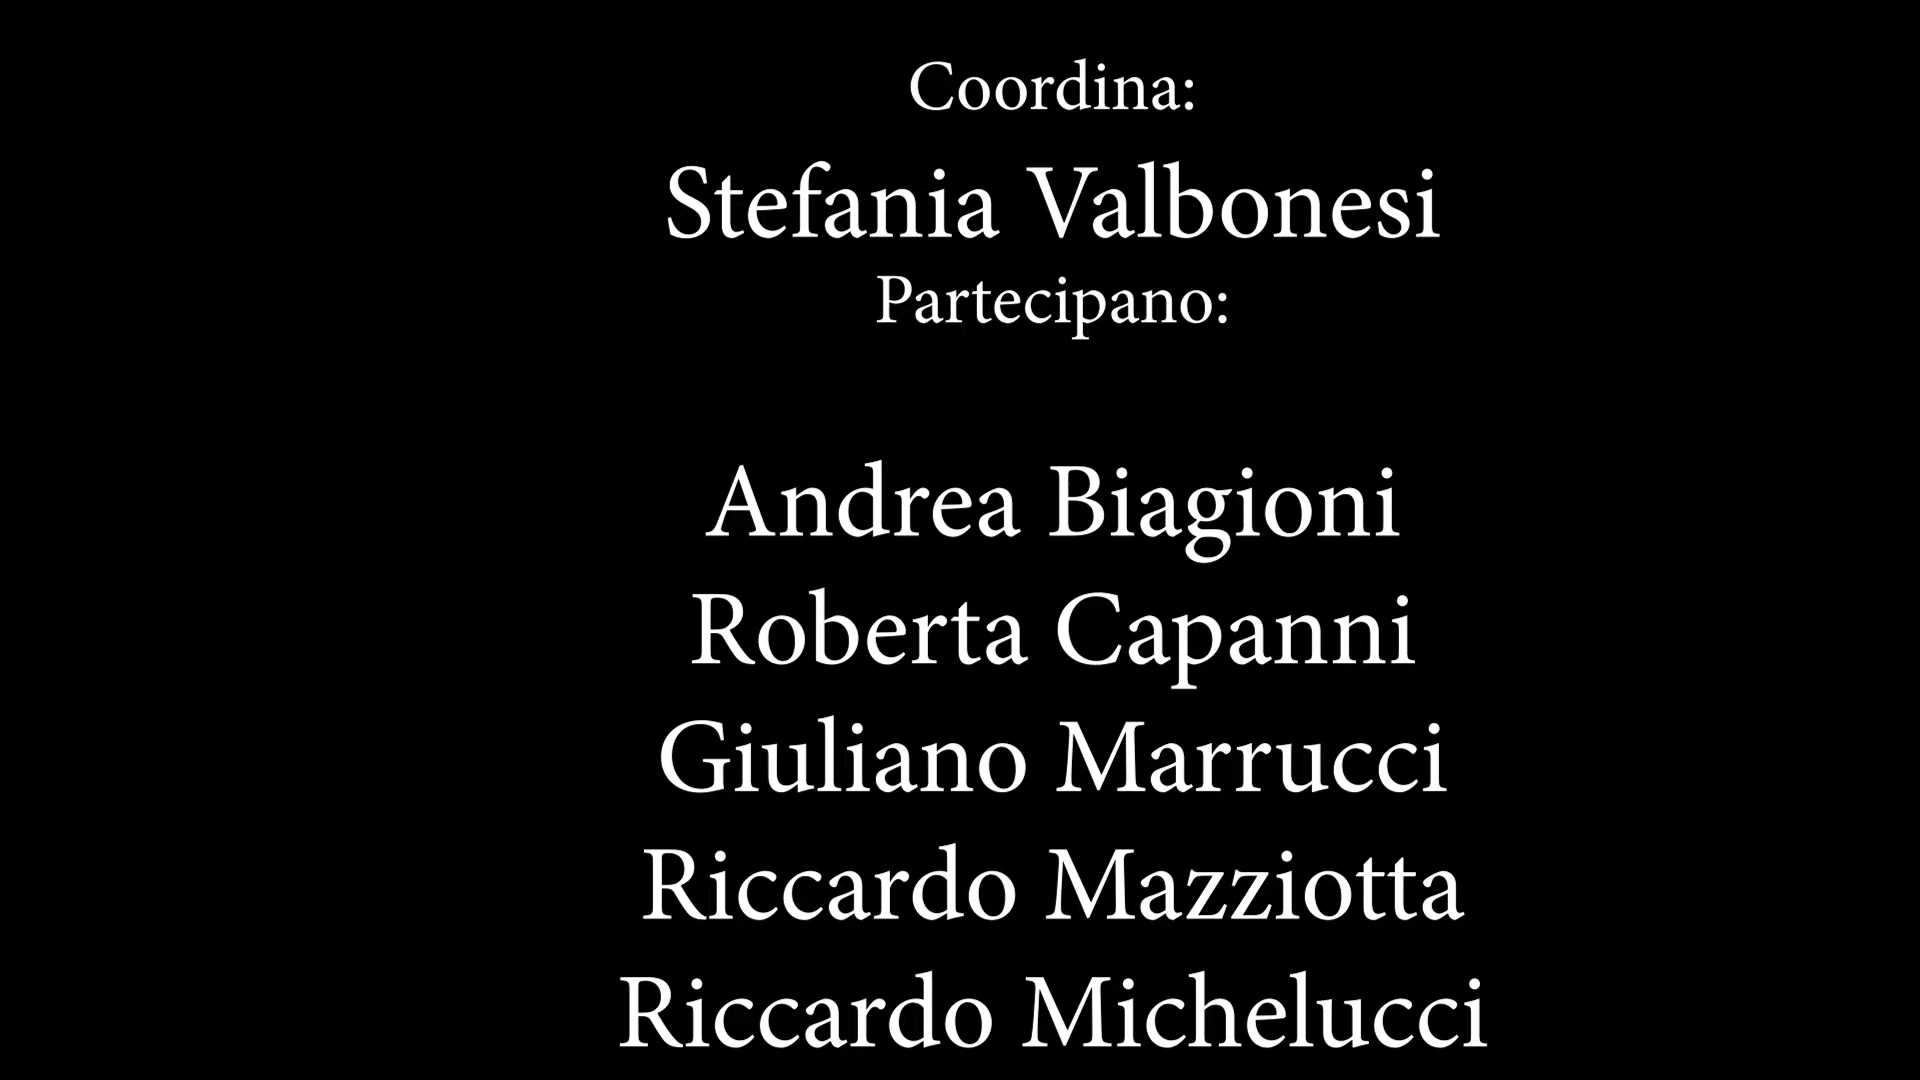 Coordina:
Stefania Valbonesi
Partecipano:
Andrea Biagioni
Roberta Capanni
Giuliano Marrucci
Riccardo Mazziotta
Riccardo Michelucci